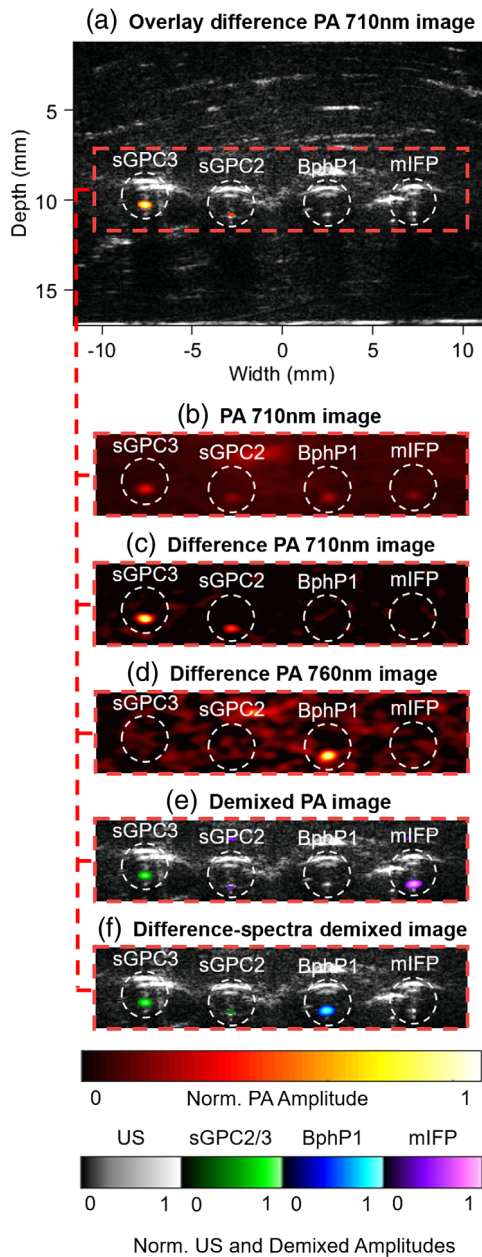 (a) Overlay difference PA 710nm image
5
10
15
Depth (mm)
sGPC3 sGPC2 BphP1 mIFP
-10 -5 0 5 10
Width (mm)
(b) PA 710nm image
sGPC3 sGPC2 BphP1 mIFP
(c) Difference PA 710nm image
sGPC3 sGPC2 BphP1 mIFP
(d) Difference PA 760nm image
sGPC3 sGPC2 BphP1 mIFP
(e) Demixed PA image
sGPC3 sGPC2 BphP1 mIFP
(f) Difference-spectra demixed image
sGPC3 sGPC2 BphP1 mIFP
0 Norm. PA Amplitude 1
US sGPC2/3 BphP1 mIFP
0 1 0 1 0 1 0 1
Norm. US and Demixed Amplitudes